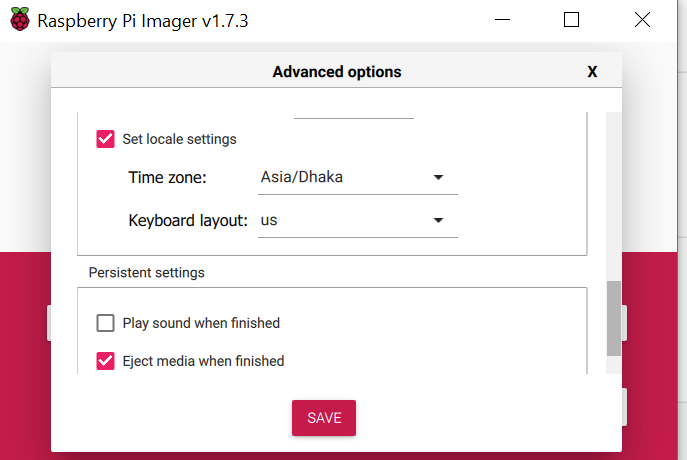 Raspberry Pi Imager v1.7.3
Advanced options
X
Set locale settings
Time zone: Asia/Dhaka
Keyboard layout: us
Persistent settings
Play sound when finished
Eject media when finished
SAVE